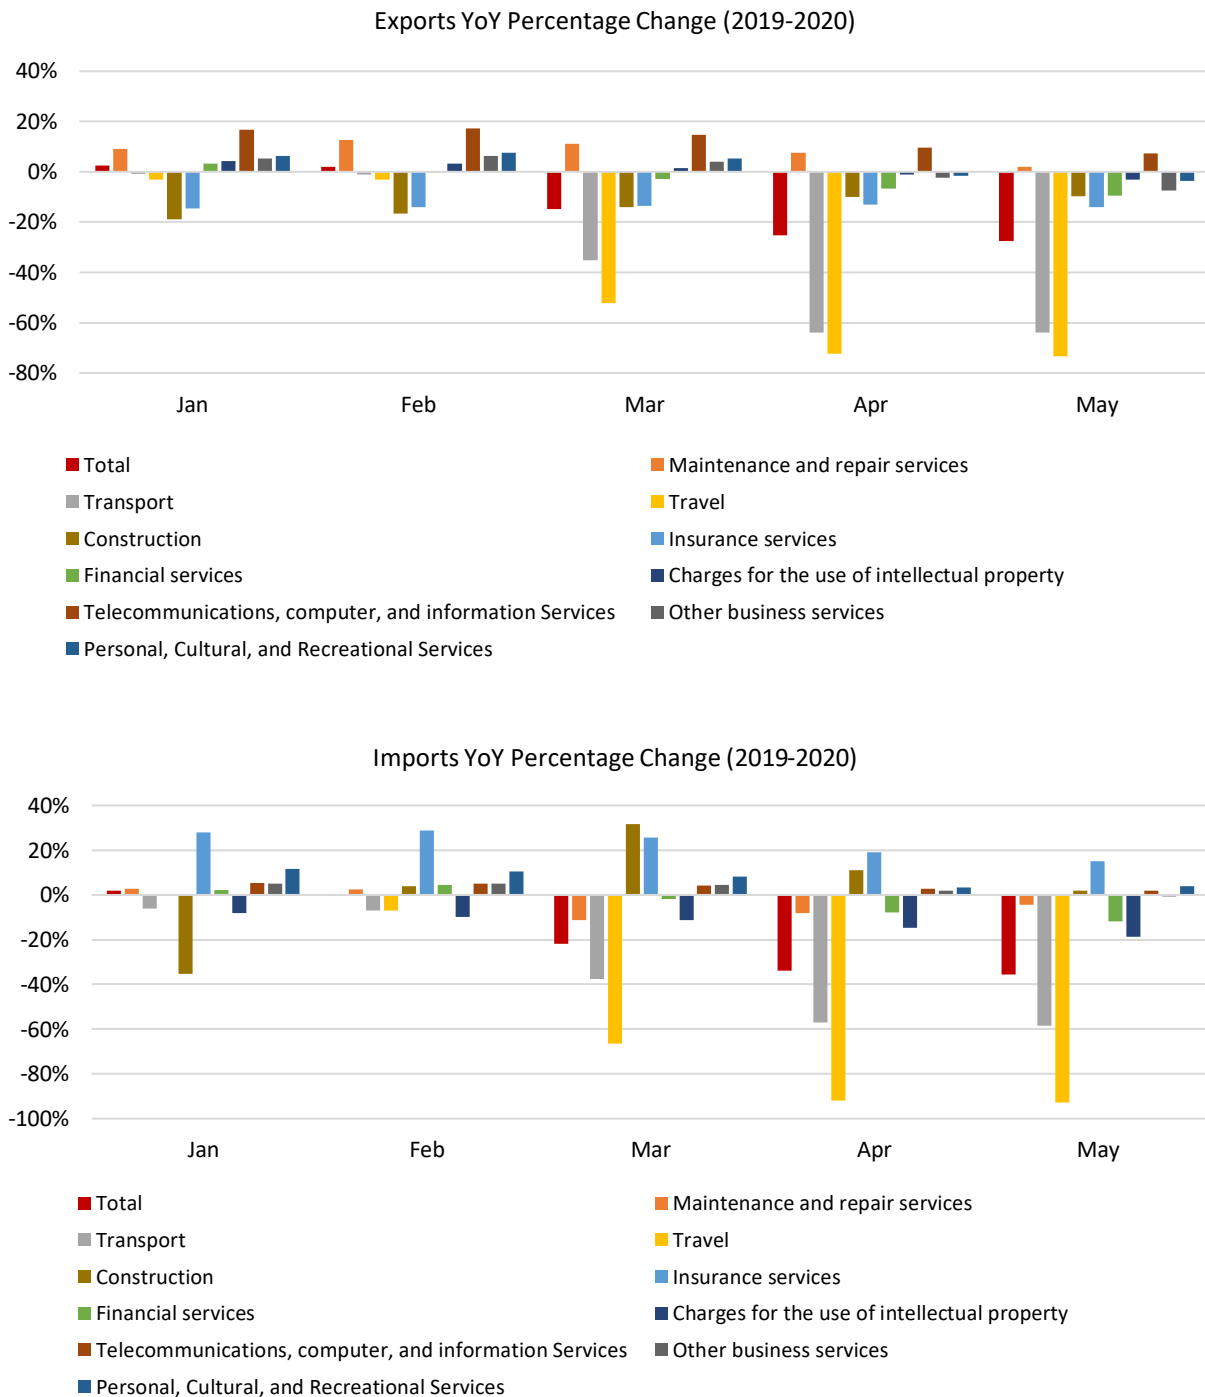 Exports YoY Percentage Change (2019-2020)
40%
20%
0%
-20%
-40%
-60%
-80%
Jan Feb Mar Apr May
Total Maintenance and repair services
Transport Travel
Construction Insurance services
Financial services Charges for the use of intellectual property
Telecommunications, computer, and information Services Other business services
Personal, Cultural, and Recreational Services
Imports YoY Percentage Change (2019-2020)
40%
20%
0%
-20%
-40%
-60%
-80%
-100%
Jan Feb Mar Apr May
Total Maintenance and repair services
Transport Travel
Construction Insurance services
Financial services Charges for the use of intellectual property
Telecommunications, computer, and information Services Other business services
Personal, Cultural, and Recreational Services